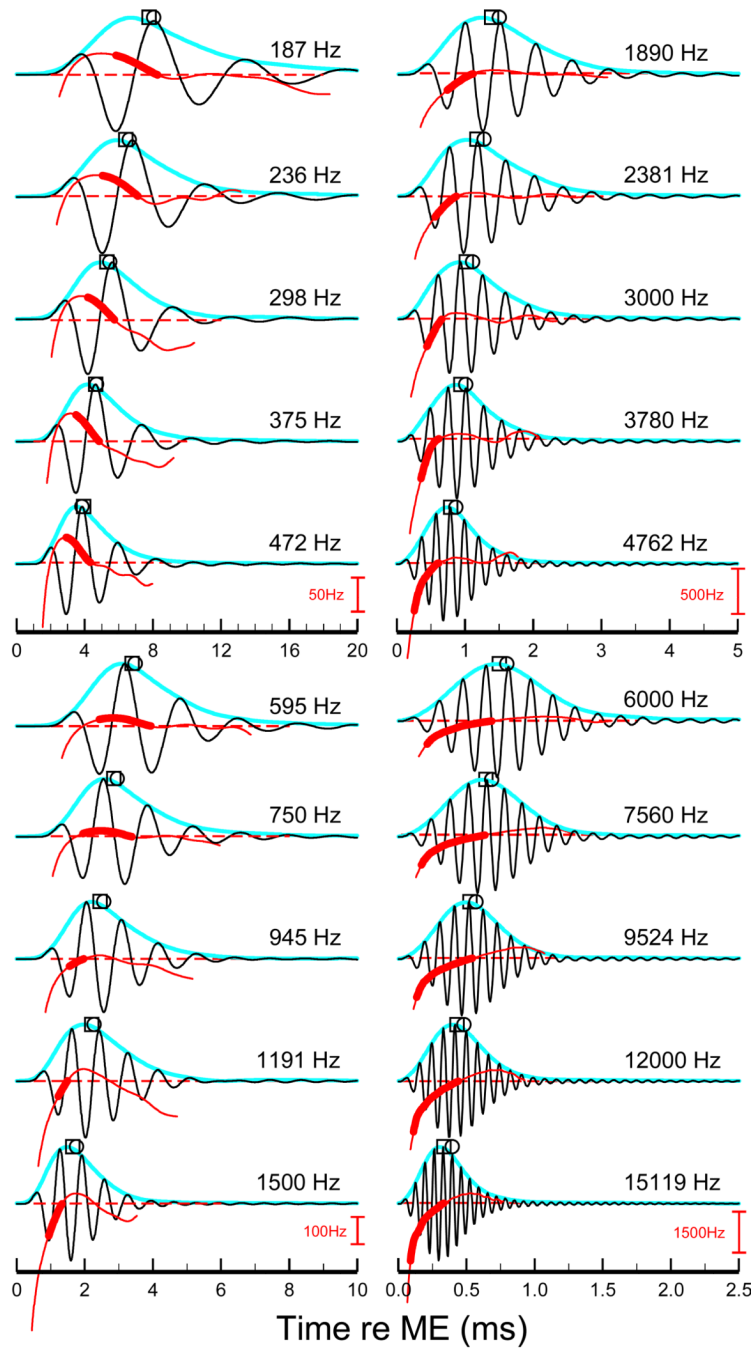 187 Hz
236 Hz
298 Hz
375 Hz
472 Hz
50Hz
0 4 8 12 16 20
1890 Hz
2381 Hz
3000 Hz
3780 Hz
4762 Hz
500Hz
0 1 2 3 4 5
595 Hz
750 Hz
945 Hz
1191 Hz
1500 Hz
100Hz
0 2 4 6 8 10
6000 Hz
7560 Hz
9524 Hz
12000 Hz
15119 Hz
1500Hz
0.0 0.5 1.0 1.5 2.0 2.5
Time re ME (ms)